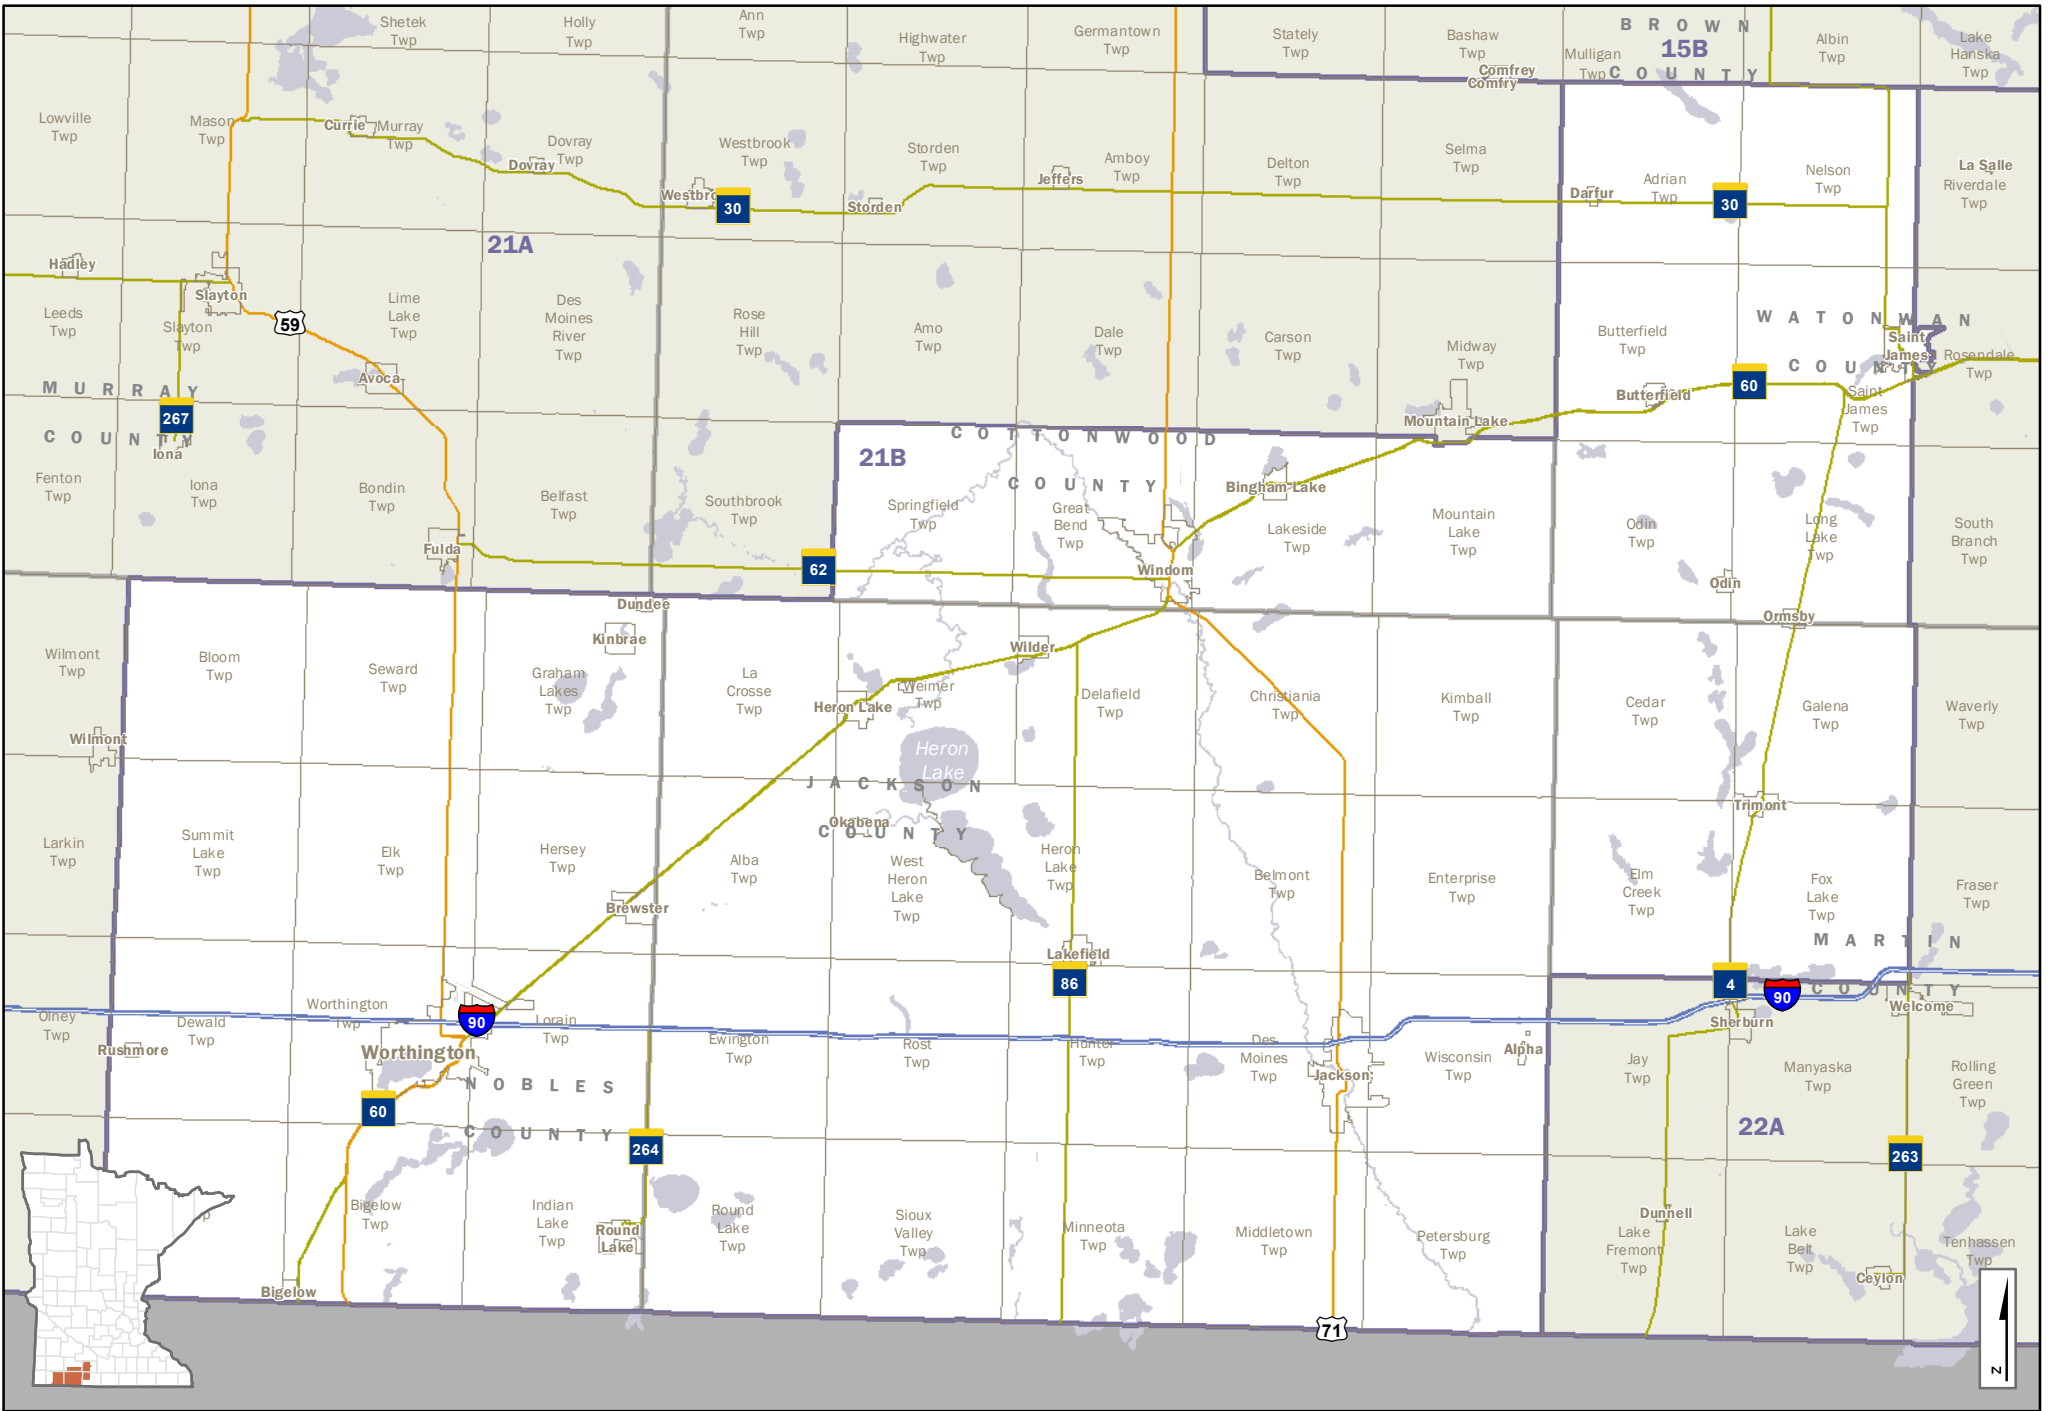 Shetek
Twp
Holly
Twp
Ann
Twp
Highwater
Twp
Germantown
Twp
Stately
Twp
Bashaw
Twp
Mulligan
Twp
BROWN
COUNTY
15B
Albin
Twp
Lake
Hanska
Twp
Comfrey
Comfry
Lowville
Twp
Mason
Twp
Currie
Murray
Twp
Dovray
Dovray
Twp
Westbrook
Twp
Westbro
30
Storden
Twp
Storden
Jeffers
Amboy
Twp
Delton
Twp
Selma
Twp
Darfur
Adrian
Twp
30
Nelson
Twp
La Salle
Riverdale
Twp
21A
Hadley
Slayton
Leeds
Twp
Slayton
Twp
59
Lime
Lake
Twp
Des
Moines
River
Twp
Rose
Hill
Twp
Amo
Twp
Dale
Twp
Carson
Twp
Midway
Twp
Butterfield
Twp
WATONWAN
COUNTY
Saint
James
Rosendale
Twp
Avoca
MURRAY
COUNTY
267
Iona
Mountain Lake
Butterfield
60
Saint
James
Twp
21B
COTTONWOOD
COUNTY
Fenton
Twp
Iona
Twp
Bondin
Twp
Belfast
Twp
Southbrook
Twp
Springfield
Twp
Great
Bend
Twp
Bingham Lake
Lakeside
Twp
Mountain
Lake
Twp
Odin
Twp
Long
Lake
Twp
South
Branch
Twp
Fulda
62
Windom
Odin
Ormsby
Dundee
Kinbrae
Wilder
Wilmont
Twp
Bloom
Twp
Seward
Twp
Graham
Lakes
Twp
La
Crosse
Twp
Heron Lake
Weimer
Twp
Delafield
Twp
Christiania
Twp
Kimball
Twp
Cedar
Twp
Galena
Twp
Waverly
Twp
Wilmont
Heron
Lake
JACKSON
COUNTY
Okabena
Trimont
Larkin
Twp
Summit
Lake
Twp
Elk
Twp
Hersey
Twp
Alba
Twp
West
Heron
Lake
Twp
Heron
Lake
Twp
Belmont
Twp
Enterprise
Twp
Elm
Creek
Twp
Fox
Lake
Twp
Fraser
Twp
Brewster
MARTIN
COUNTY
Lakefield
86
4
90
Welcome
Sherburn
Olney
Twp
Rushmore
Dewald
Twp
Worthington
Twp
90
Worthington
Lorain
Twp
Ewington
Twp
Rost
Twp
Hunter
Twp
Des
Moines
Twp
Jackson
Wisconsin
Twp
Alpha
Jay
Twp
Manyaska
Twp
Rolling
Green
Twp
NOBLES
COUNTY
60
264
22A
263
p
Bigelow
Twp
Indian
Lake
Twp
Round
Lake
Round
Lake
Twp
Sioux
Valley
Twp
Minneota
Twp
Middletown
Twp
Petersburg
Twp
Dunnell
Lake
Fremont
Twp
Lake
Belt
Twp
Ceylon
Tenhassen
Twp
Bigelow
71
N